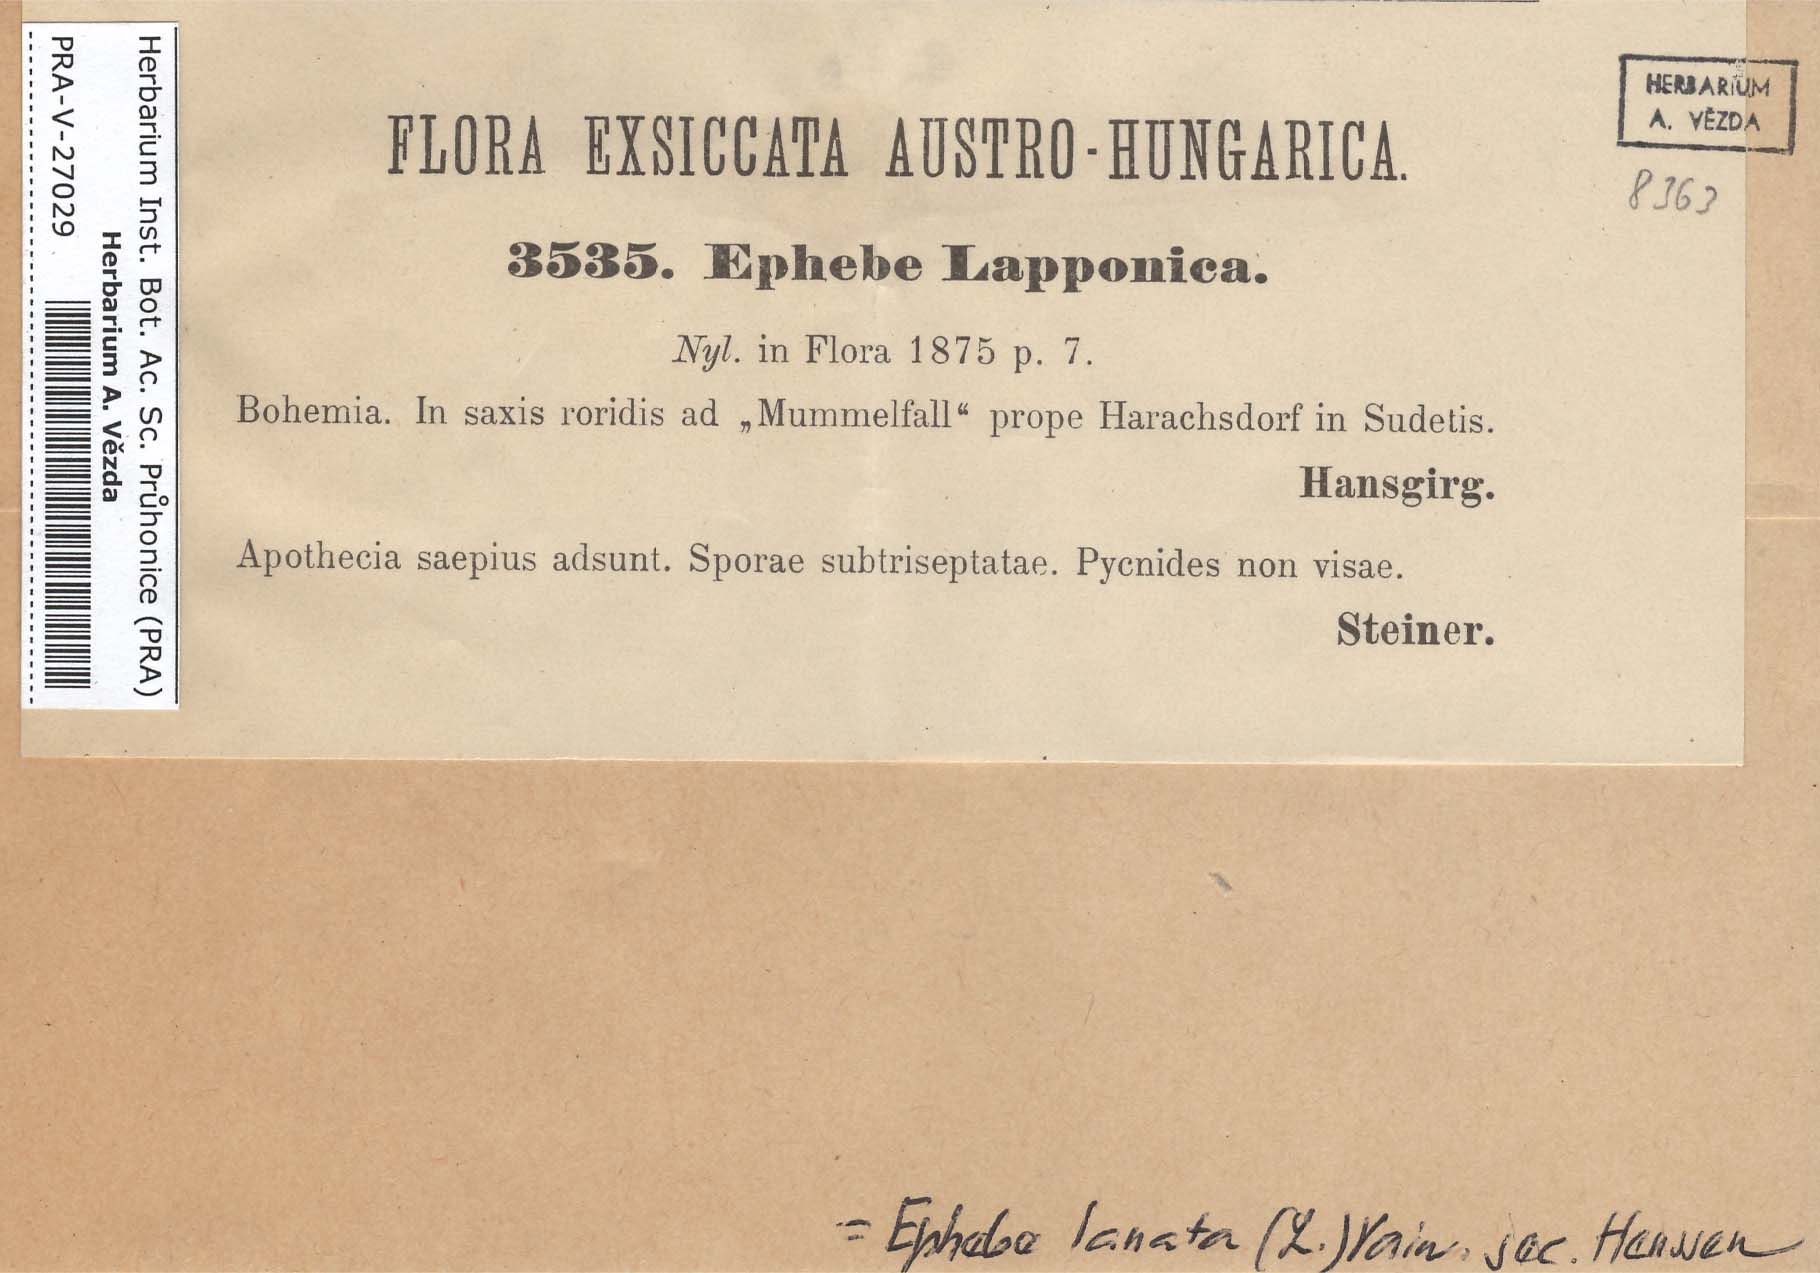 Herbarium Inst. Bot. Ac. Sc. Průhonice (PRA)
Herbarium A. Vězda
PRA-V-27029
HERBARIUM
A. VĚZDA
8363
FLORA EXSICCATA AUSTRO-HUNGARICA.
3535. Ephebe Lapponica.
Nyl. in Flora 1875 p. 7.
Bohemia. In saxis roridis ad „Mummelfall“ prope Harachsdorf in Sudetis.
Hansgirg.
Apothecia saepius adsunt. Sporae subtriseptatae. Pycnides non visae.
Steiner.
= Ephebe lanata (L.) Vain. sec. Henssen